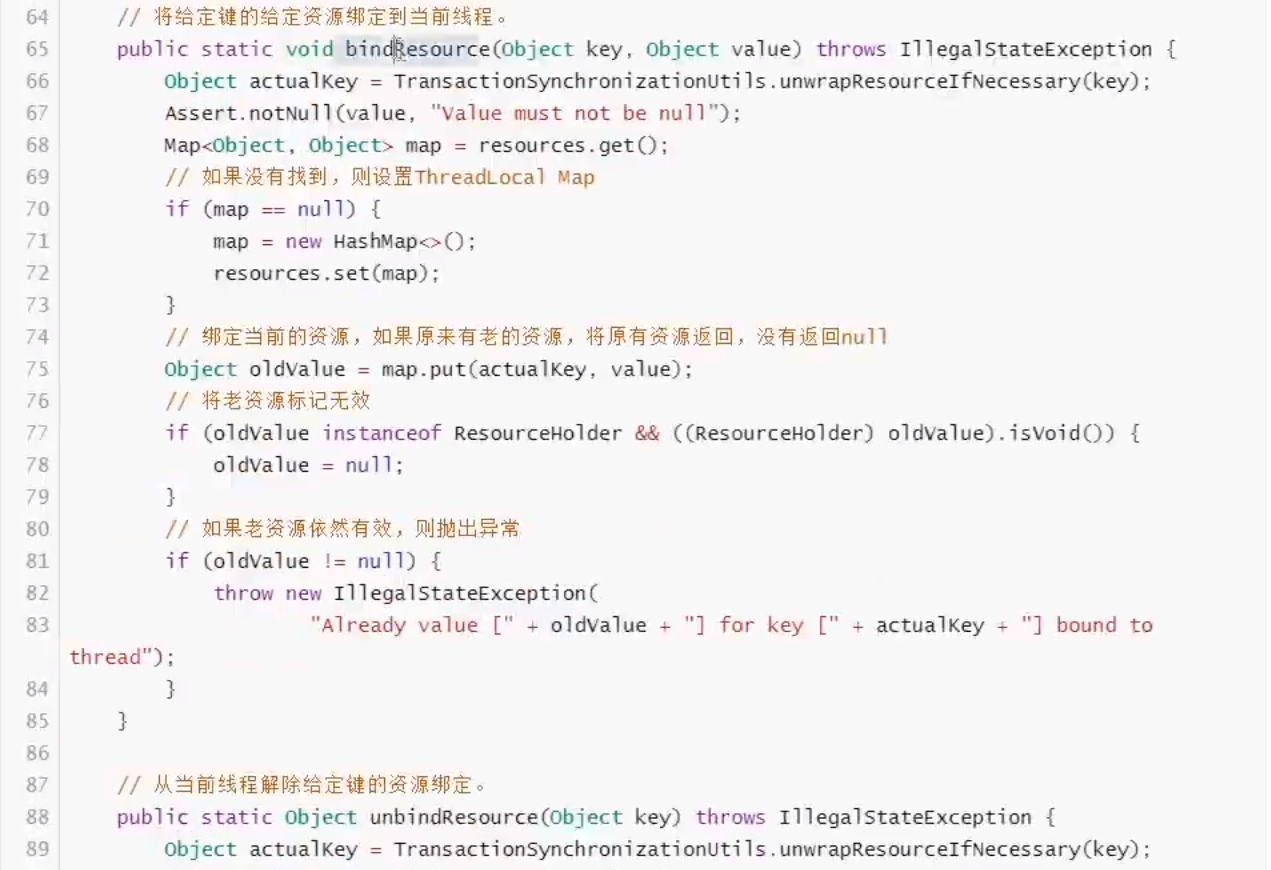 64 // 将给定键的给定资源绑定到当前线程。
65 public static void bindResource(Object key, Object value) throws IllegalStateException {
66 Object actualKey = TransactionSynchronizationUtils.unwrapResourceIfNecessary(key);
67 Assert.notNull(value, "Value must not be null");
68 Map<Object, Object> map = resources.get();
69 // 如果没有找到，则设置ThreadLocal Map
70 if (map == null) {
71 map = new HashMap<>();
72 resources.set(map);
73 }
74 // 绑定当前的资源，如果原来有老的资源，将原有资源返回，没有返回null
75 Object oldValue = map.put(actualKey, value);
76 // 将老资源标记无效
77 if (oldValue instanceof ResourceHolder && ((ResourceHolder) oldValue).isVoid()) {
78 oldValue = null;
79 }
80 // 如果老资源依然有效，则抛出异常
81 if (oldValue != null) {
82 throw new IllegalStateException(
83 "Already value [" + oldValue + "] for key [" + actualKey + "] bound to
thread");
84 }
85 }
86
87 // 从当前线程解除给定键的资源绑定。
88 public static Object unbindResource(Object key) throws IllegalStateException {
89 Object actualKey = TransactionSynchronizationUtils.unwrapResourceIfNecessary(key);